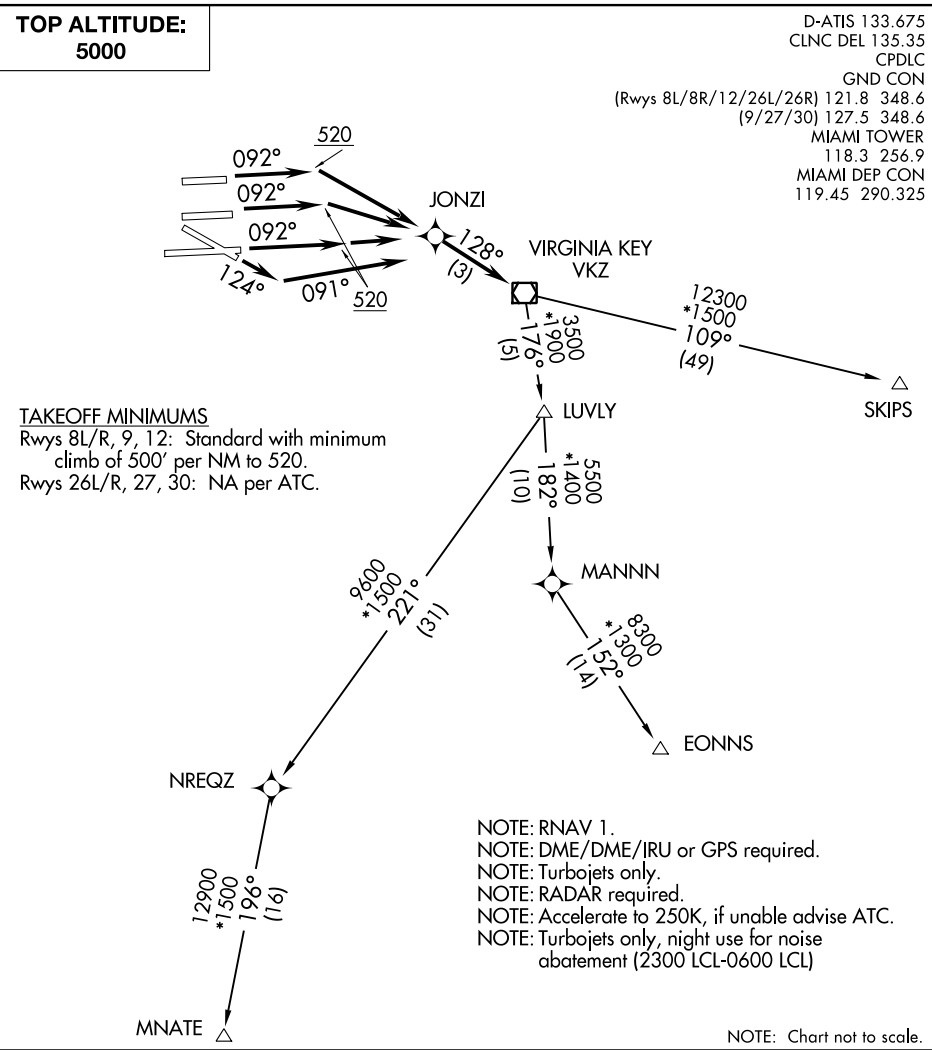 TOP ALTITUDE:
5000
D-ATIS 133.675
CLNC DEL 135.35
CPDLC
GND CON
(Rwys 8L/8R/12/26L/26R) 121.8 348.6
(9/27/30) 127.5 348.6
MIAMI TOWER
118.3 256.9
MIAMI DEP CON
119.45 290.325
520
092°
092°
092°
124°
091°
520
JONZI
128°
(3)
VIRGINIA KEY
VKZ
12300
*1500
109°
(49)
SKIPS
3500
*1900
176°
(5)
LUVLY
TAKEOFF MINIMUMS
Rwys 8L/R, 9, 12: Standard with minimum
climb of 500' per NM to 520.
Rwys 26L/R, 27, 30: NA per ATC.
5500
*1400
182°
(10)
MANNN
9600
*1500
221°
(31)
8300
*1300
152°
(14)
EONNS
NREQZ
12900
*1500
196°
(16)
MNATE
NOTE: RNAV 1.
NOTE: DME/DME/IRU or GPS required.
NOTE: Turbojets only.
NOTE: RADAR required.
NOTE: Accelerate to 250K, if unable advise ATC.
NOTE: Turbojets only, night use for noise
abatement (2300 LCL-0600 LCL)
NOTE: Chart not to scale.